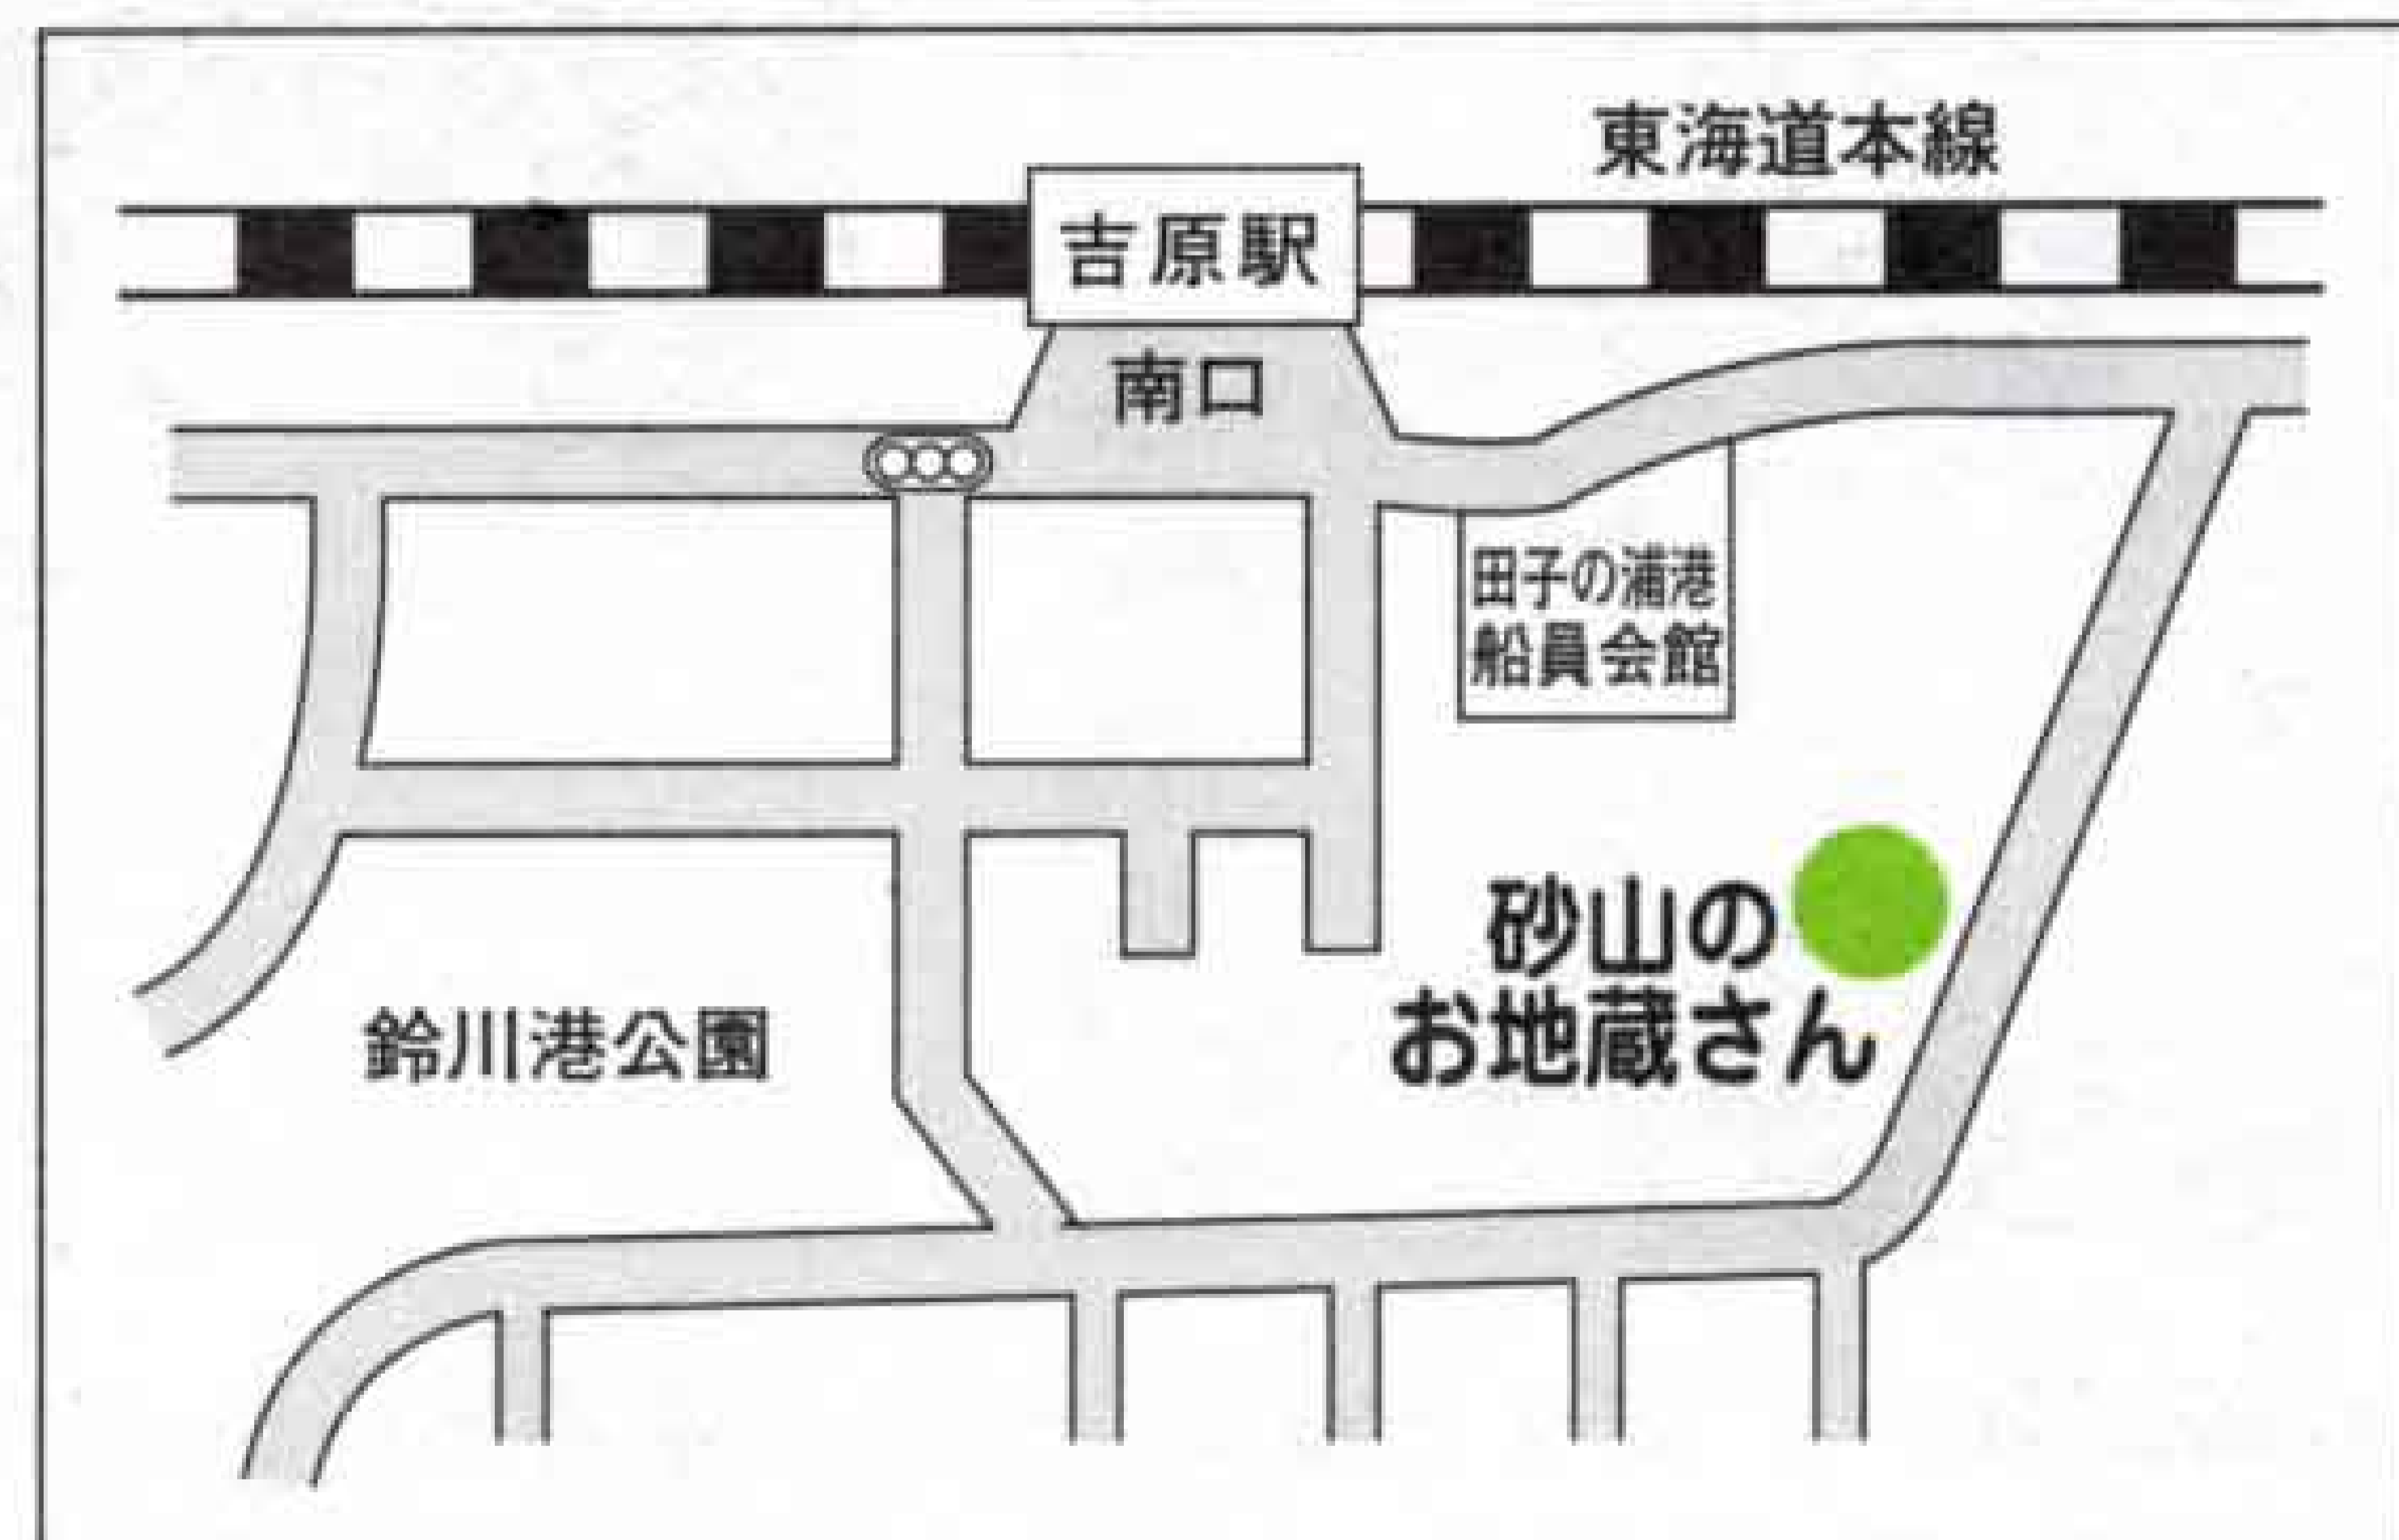 東海道本線
吉原駅
南口
田子の浦港
船員会館
砂山の
お地蔵さん
鈴川港公園